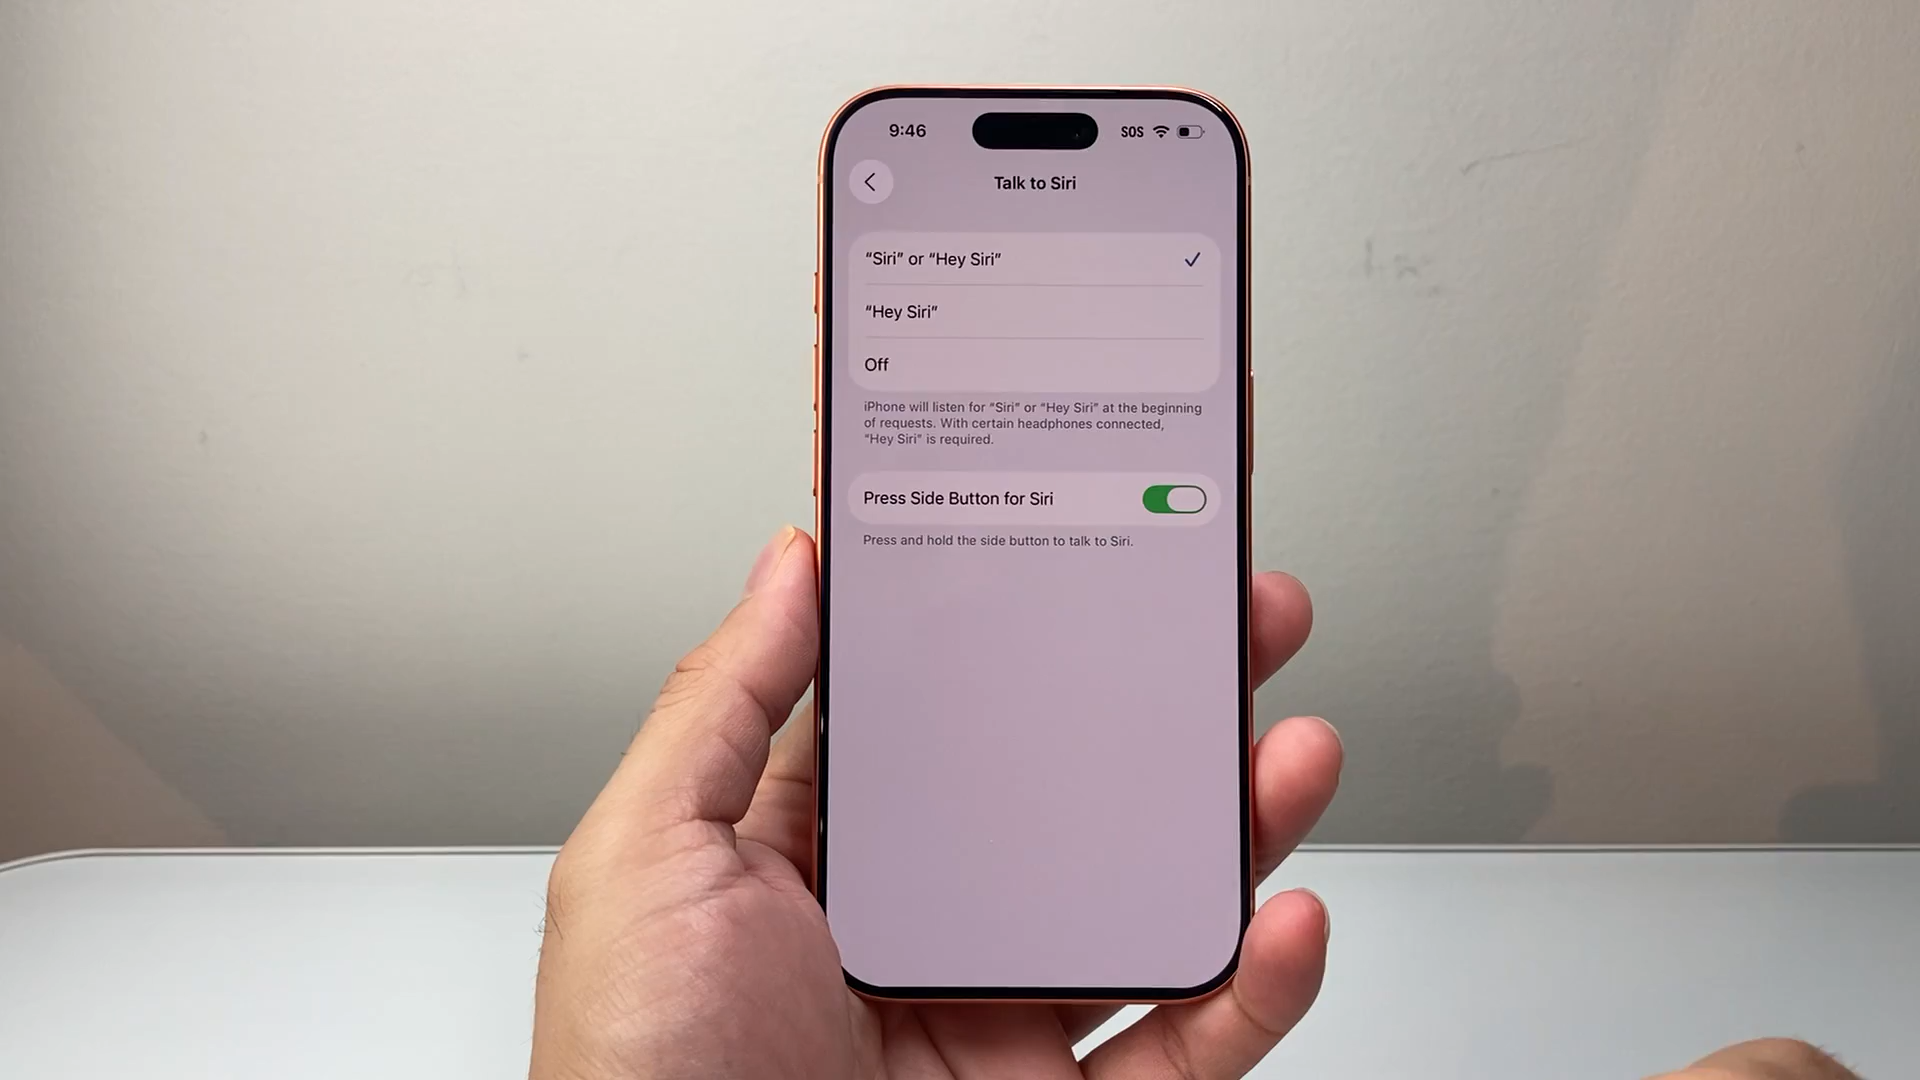 9:46 SOS
Talk to Siri
“Siri” or “Hey Siri”
“Hey Siri”
Off
iPhone will listen for “Siri” or “Hey Siri” at the beginning
of requests. With certain headphones connected,
“Hey Siri” is required.
Press Side Button for Siri
Press and hold the side button to talk to Siri.